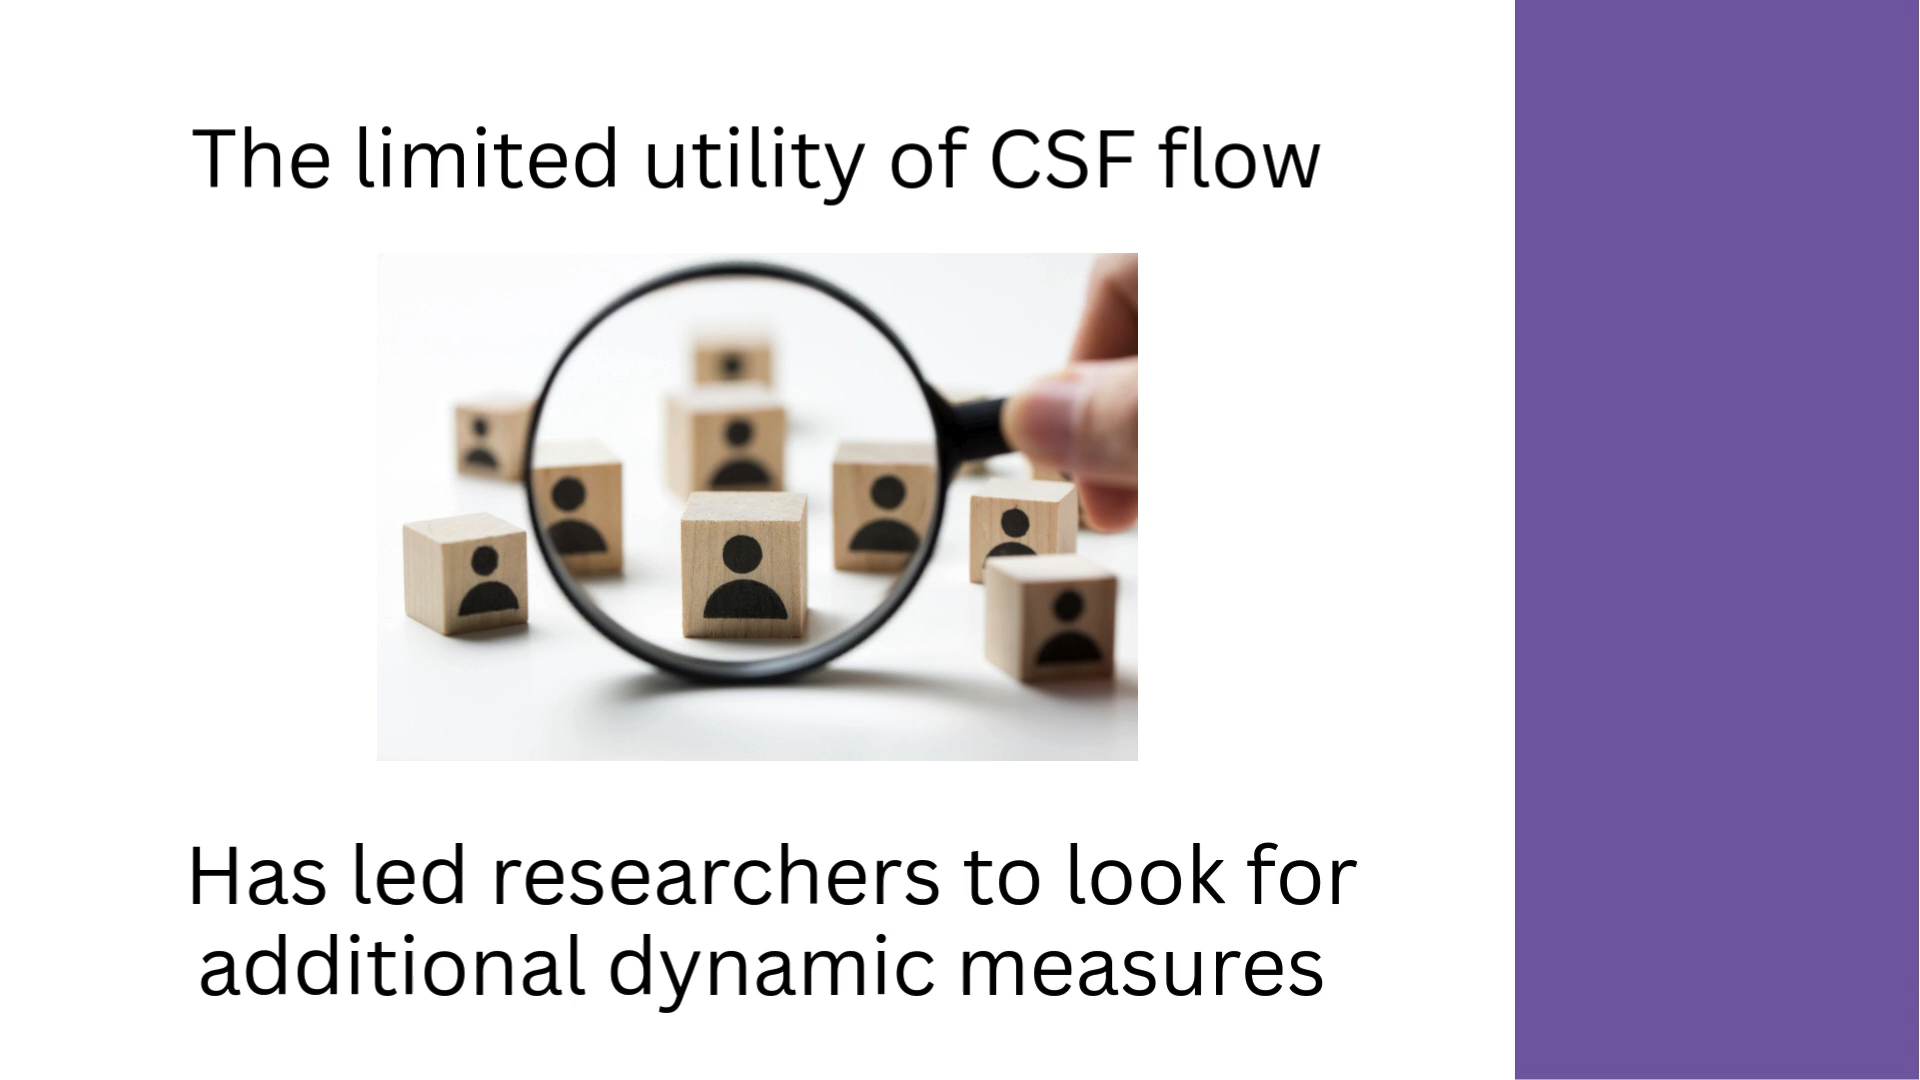 The limited utility of CSF flow
Has led researchers to look for
additional dynamic measures